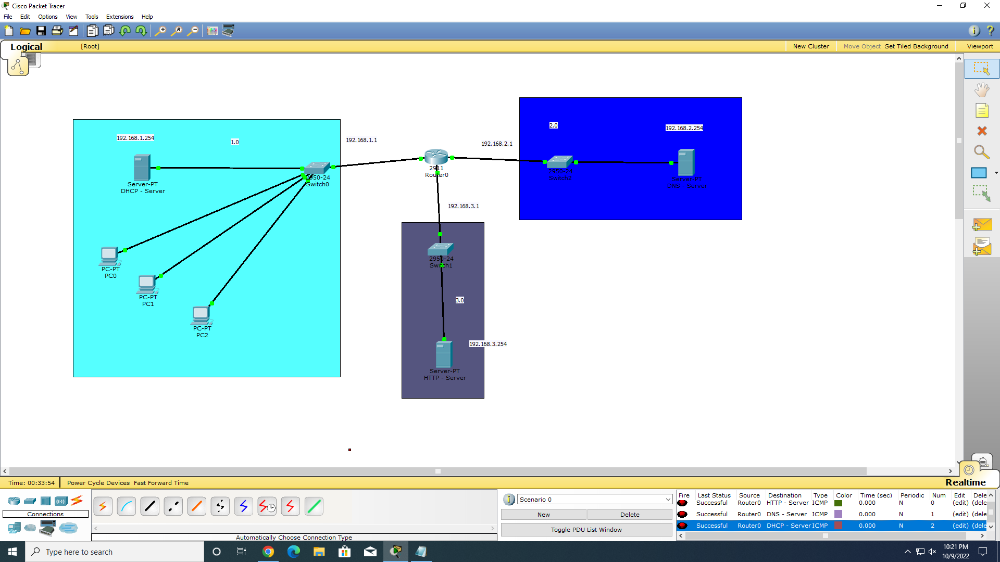 Cisco Packet Tracer
File Edit Options View Tools Extensions Help
Logical [Root] New Cluster Move Object Set Tiled Background Viewport
192.168.1.254
1.0
192.168.1.1
192.168.2.1
2.0
192.168.2.254
Server-PT
DHCP - Server
2950-24
Switch0
2911
Router0
2950-24
Switch2
Server-PT
DNS - Server
192.168.3.1
PC-PT
PC0
PC-PT
PC1
PC-PT
PC2
2950-24
Switch1
3.0
192.168.3.254
Server-PT
HTTP - Server
Time: 00:33:54 Power Cycle Devices Fast Forward Time
Realtime
Connections
Automatically Choose Connection Type
Scenario 0
New Delete
Toggle PDU List Window
Fire Last Status Source Destination Type Color Time (sec) Periodic Num Edit Dele
Successful Router0 HTTP - Server ICMP 0.000 N 0 (edit) (dele
Successful Router0 DNS - Server ICMP 0.000 N 1 (edit) (dele
Successful Router0 DHCP - Server ICMP 0.000 N 2 (edit) (dele
Type here to search
10:21 PM
10/9/2022